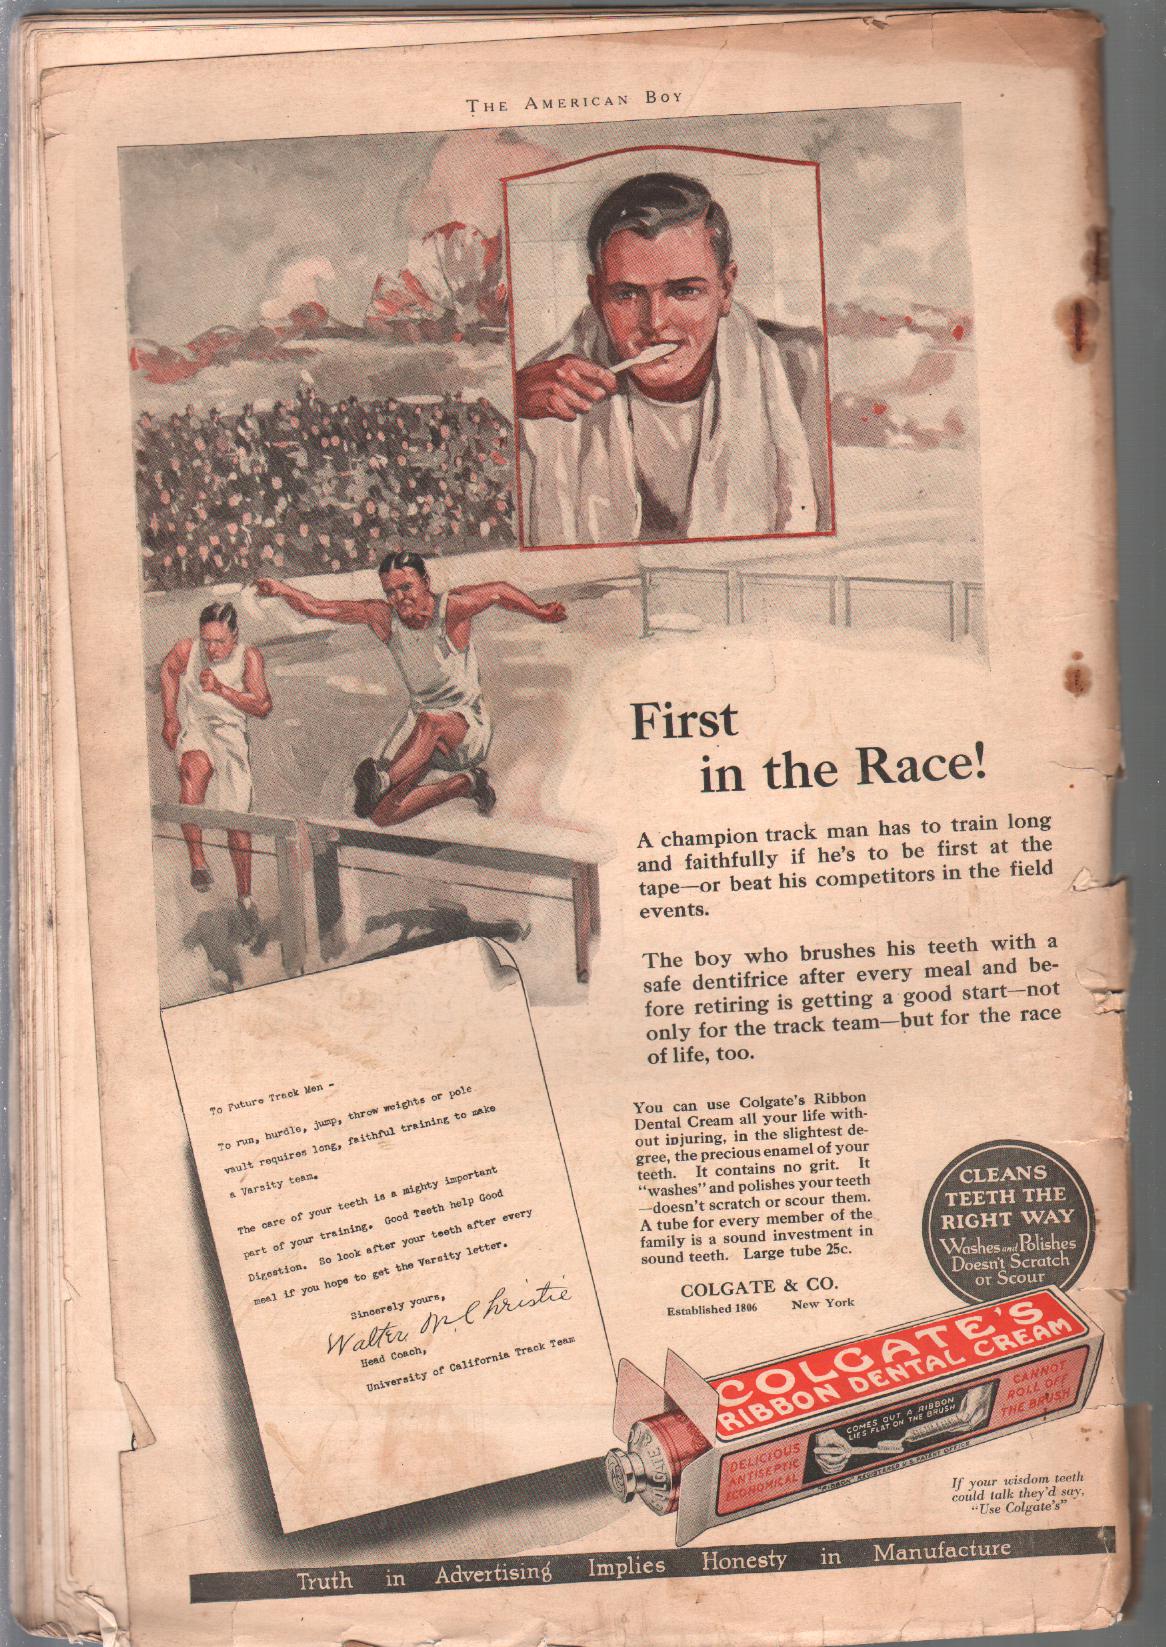 THE AMERICAN BOY
First
in the Race!
A champion track man has to train long
and faithfully if he's to be first at the
tape—or beat his competitors in the field
events.
The boy who brushes his teeth with a
safe dentifrice after every meal and be-
fore retiring is getting a good start—not
only for the track team—but for the race
of life, too.
To Future Track Men -
To run, hurdle, jump, throw weights or pole
vault requires long, faithful training to make
a Varsity team.
The care of your teeth is a mighty important
part of your training. Good Teeth help Good
Digestion. So look after your teeth after every
meal if you hope to get the Varsity letter.
Sincerely yours,
Walter M. Christie
Head Coach,
University of California Track Team
You can use Colgate's Ribbon
Dental Cream all your life with-
out injuring, in the slightest de-
gree, the precious enamel of your
teeth. It contains no grit. It
"washes" and polishes your teeth
—doesn't scratch or scour them.
A tube for every member of the
family is a sound investment in
sound teeth. Large tube 25c.
COLGATE & CO.
Established 1806 New York
CLEANS
TEETH THE
RIGHT WAY
Washes and Polishes
Doesn't Scratch
or Scour
COLGATE'S
RIBBON DENTAL CREAM
DELICIOUS
ANTISEPTIC
ECONOMICAL
COMES OUT A RIBBON
LIES FLAT ON THE BRUSH
CANNOT
ROLL OFF
THE BRUSH
"RIBBON" REGISTERED U.S. PATENT OFFICE
If your wisdom teeth
could talk they'd say,
"Use Colgate's"
Truth in Advertising Implies Honesty in Manufacture